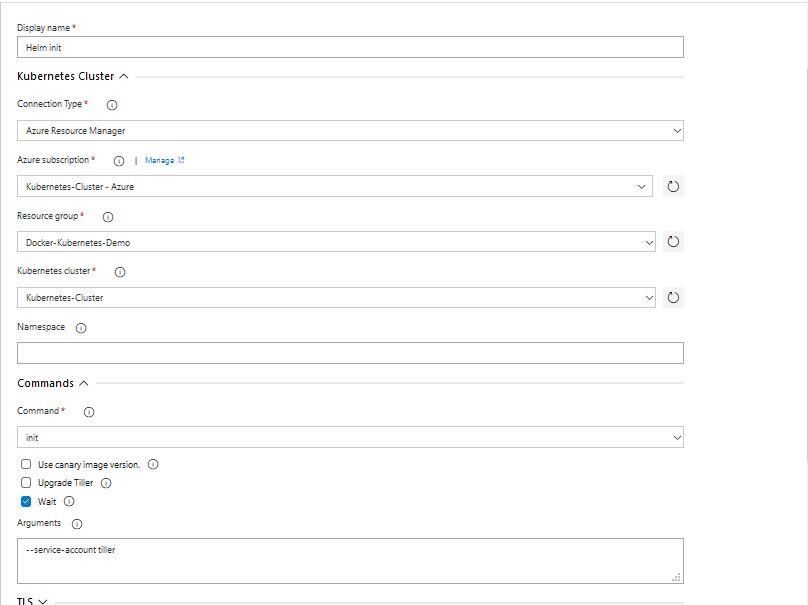 Display name *
Helm init
Kubernetes Cluster
Connection Type *
Azure Resource Manager
Azure subscription * | Manage
Kubernetes-Cluster - Azure
Resource group *
Docker-Kubernetes-Demo
Kubernetes cluster *
Kubernetes-Cluster
Namespace
Commands
Command *
init
Use canary image version.
Upgrade Tiller
Wait
Arguments
--service-account tiller
TLS